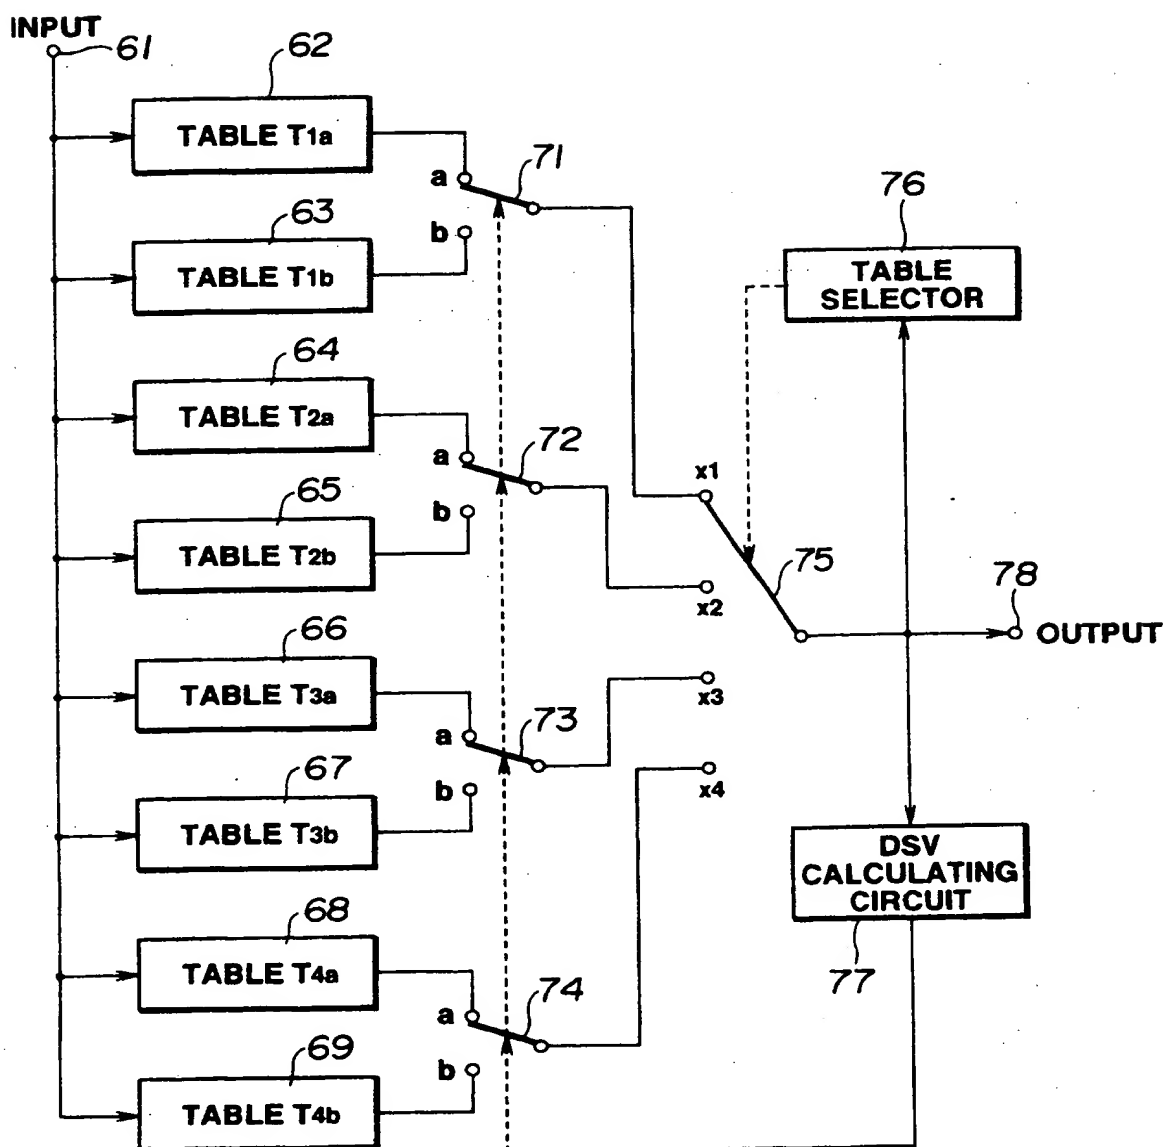 INPUT
61
62
TABLE T1a
63
TABLE T1b
64
TABLE T2a
65
TABLE T2b
66
TABLE T3a
67
TABLE T3b
68
TABLE T4a
69
TABLE T4b
a
b
71
a
b
72
a
b
73
a
b
74
x1
x2
x3
x4
75
76
TABLE
SELECTOR
78
OUTPUT
DSV
CALCULATING
CIRCUIT
77